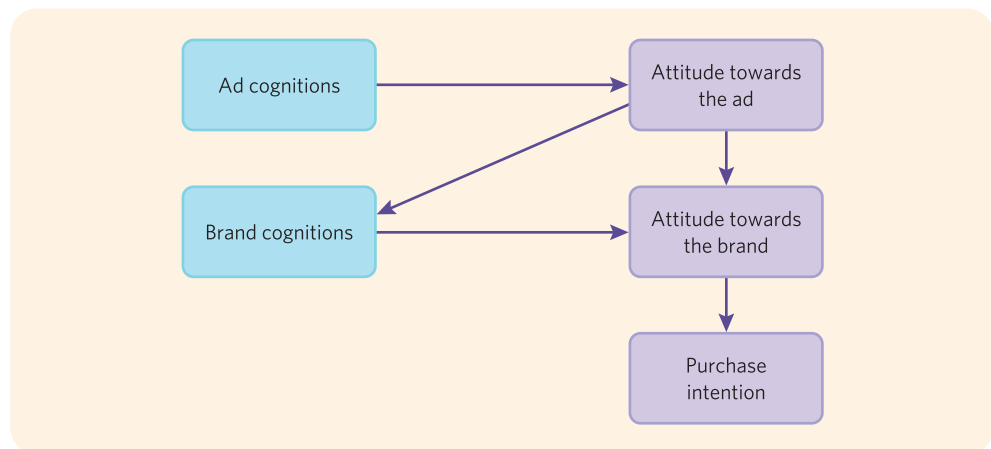 Ad cognitions
Attitude towards
the ad
Brand cognitions
Attitude towards
the brand
Purchase
intention